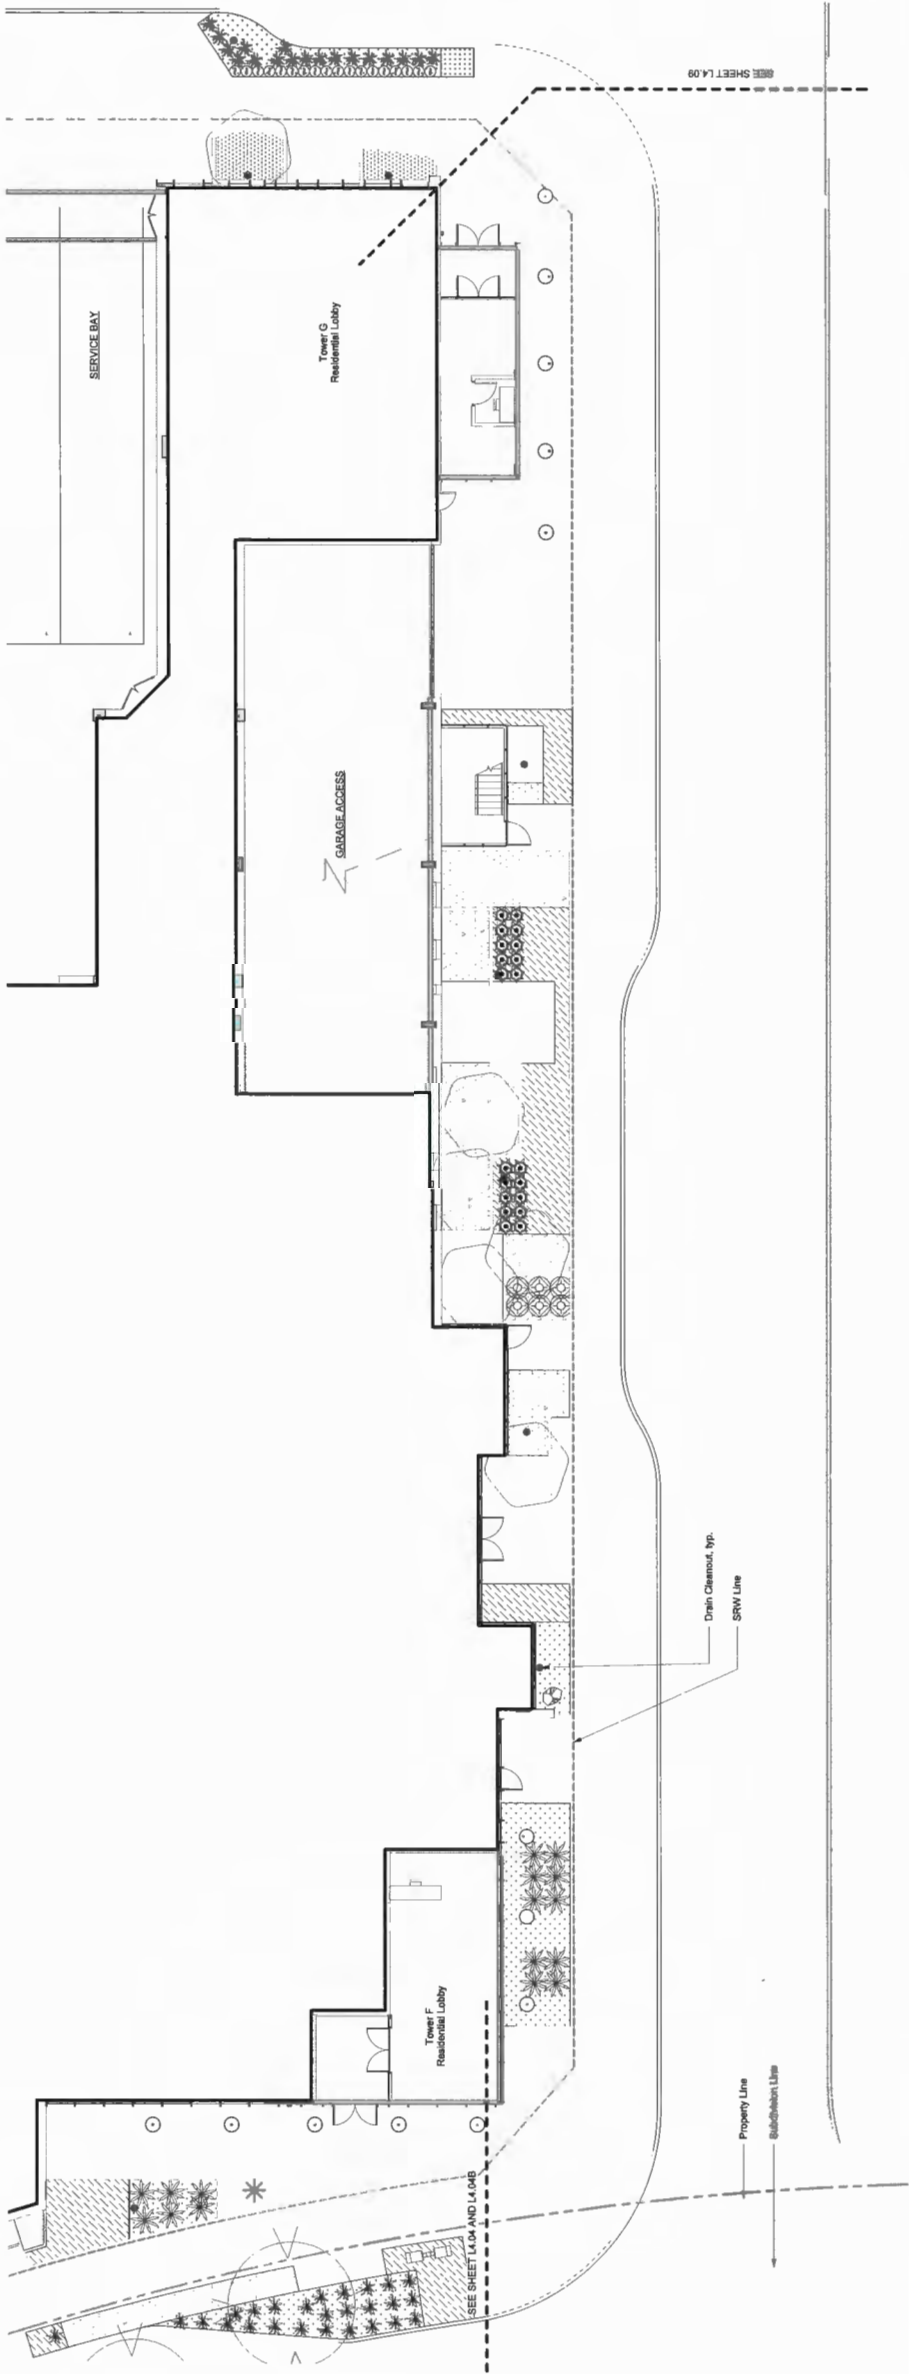 SEE SHEET L4.09
SERVICE BAY
Tower G
Residential Lobby
GARAGE ACCESS
Drain Cleanout, typ.
SRW Line
Tower F
Residential Lobby
Property Line
Subdivision Line
SEE SHEET L4.04 AND L4.04B